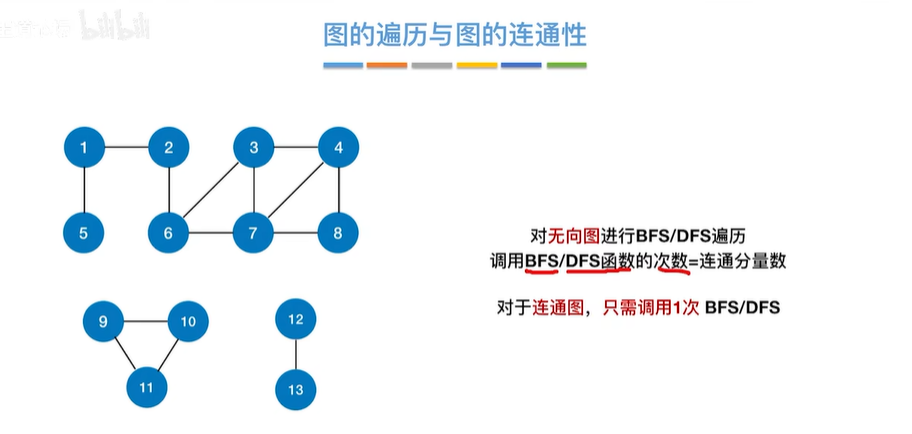 bilibili
图的遍历与图的连通性
1
2
3
4
5
6
7
8
9
10
11
12
13
对无向图进行BFS/DFS遍历
调用BFS/DFS函数的次数=连通分量数
对于连通图，只需调用1次 BFS/DFS